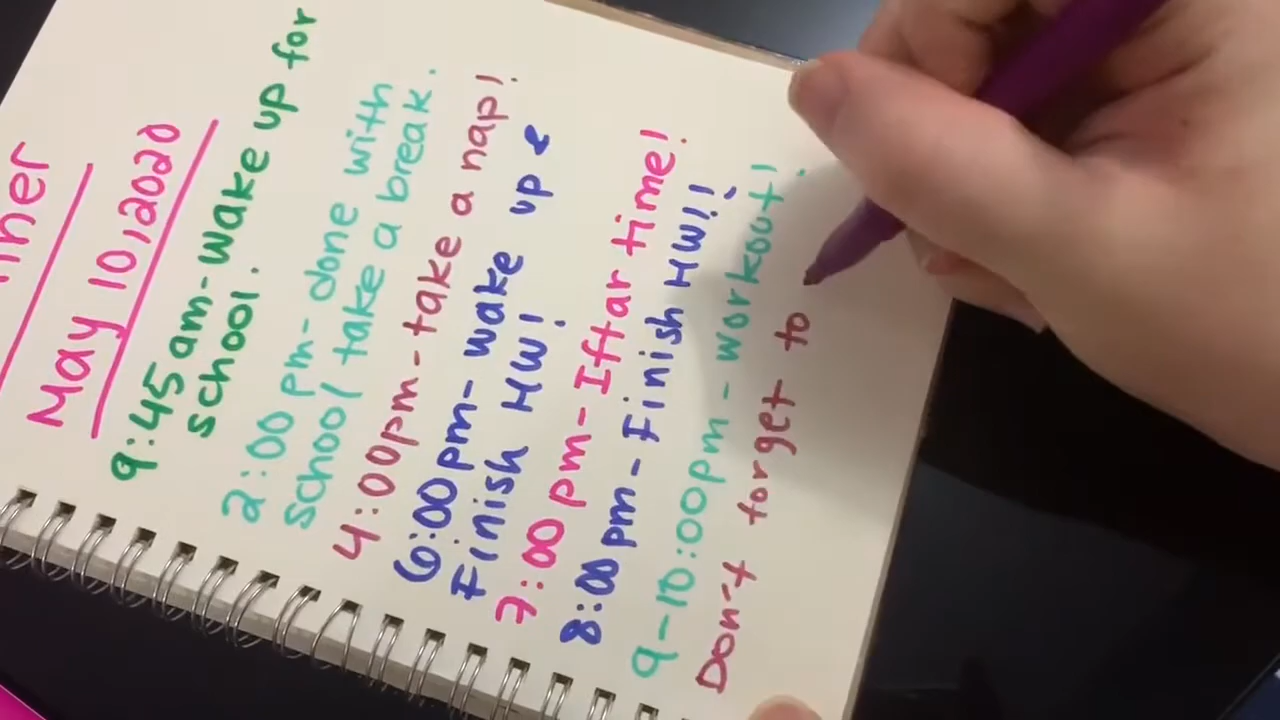 May 10, 2020
9:45 am - Wake up for
school.
2:00 pm - done with
school take a break.
4:00pm - take a nap!
6:00pm - wake up &
Finish HW!
7:00 pm - Iftar time!
8:00 pm - Finish HW!!
9-10:00pm - workout!
Don't forget to